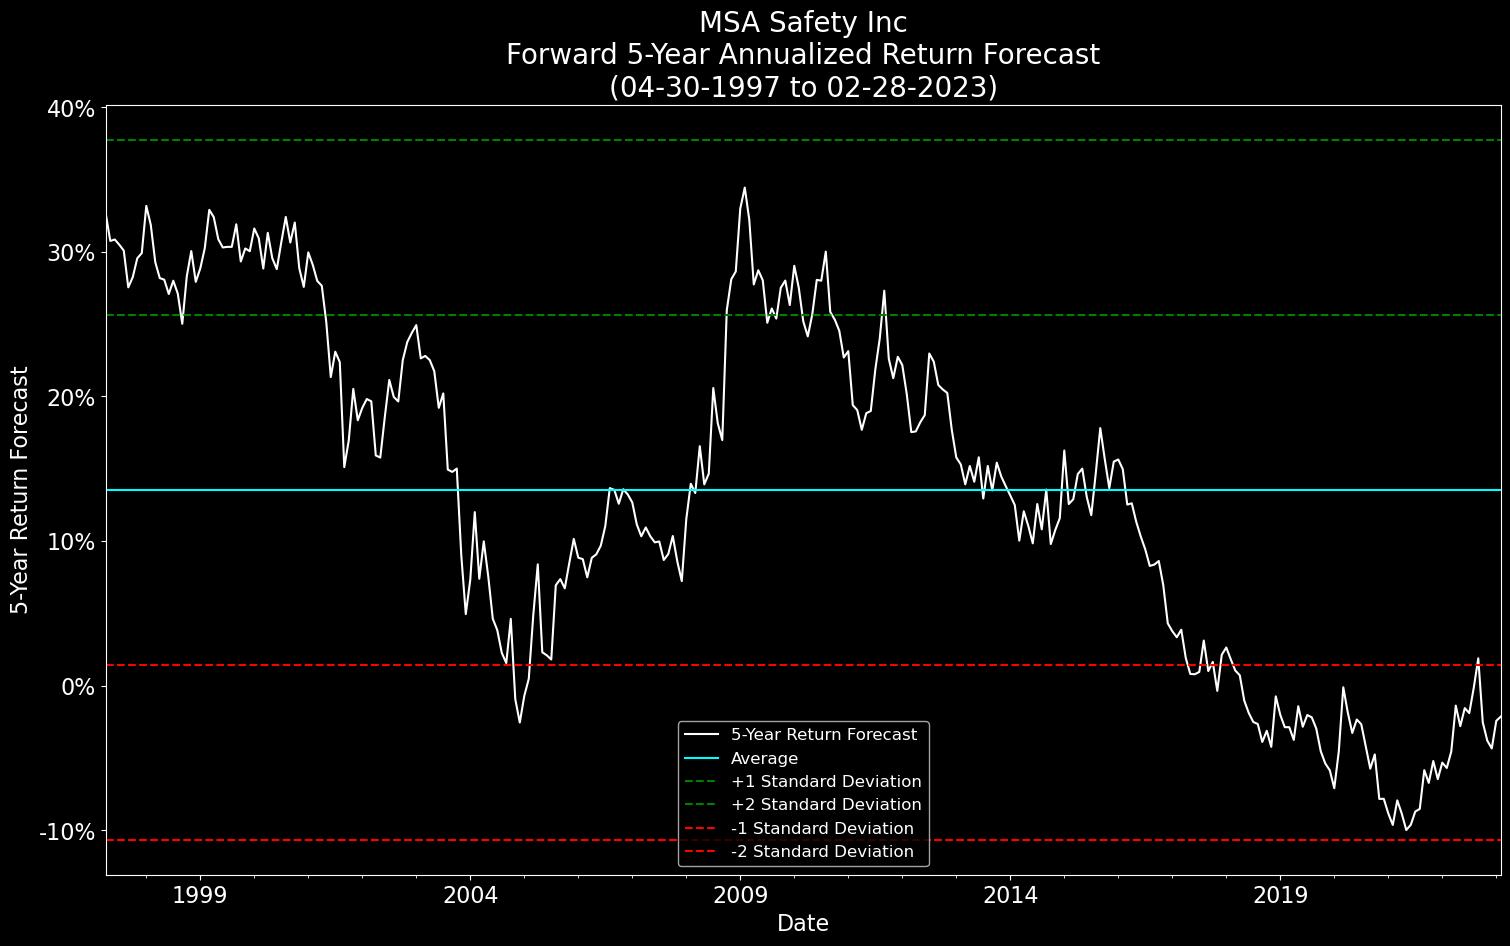 MSA Safety Inc
Forward 5-Year Annualized Return Forecast
(04-30-1997 to 02-28-2023)
40%
30%
20%
10%
0%
-10%
5-Year Return Forecast
5-Year Return Forecast
Average
+1 Standard Deviation
+2 Standard Deviation
-1 Standard Deviation
-2 Standard Deviation
1999 2004 2009 2014 2019
Date